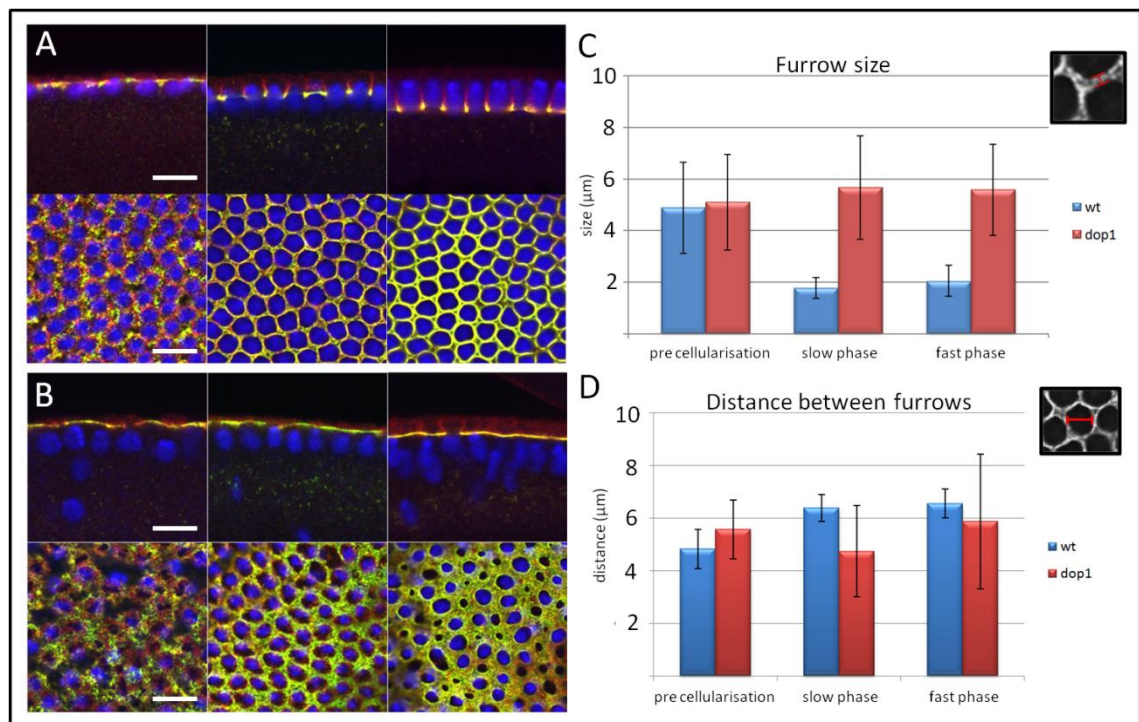 A
B
C
Furrow size
10
8
6
4
2
size (µm)
pre cellularisation
slow phase
fast phase
wt
dop1
D
Distance between furrows
10
8
6
4
2
distance (µm)
pre cellularisation
slow phase
fast phase
wt
dop1